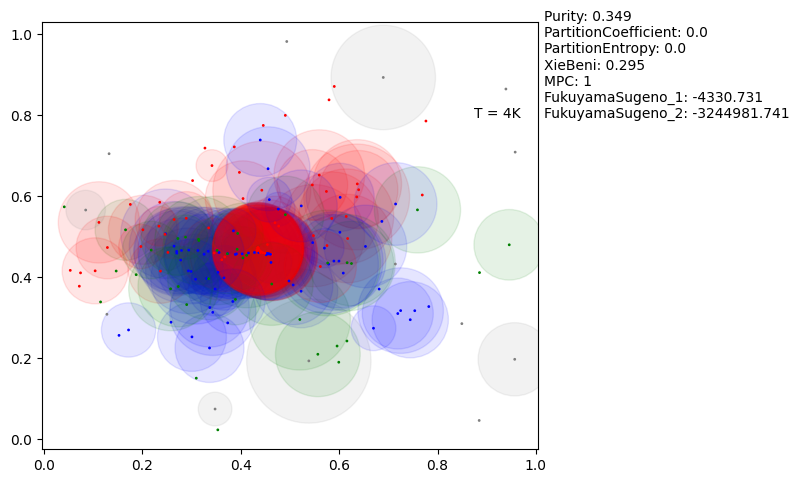 Purity: 0.349
PartitionCoefficient: 0.0
PartitionEntropy: 0.0
XieBeni: 0.295
MPC: 1
FukuyamaSugeno_1: -4330.731
FukuyamaSugeno_2: -3244981.741
T = 4K
1.0
0.8
0.6
0.4
0.2
0.0
0.0 0.2 0.4 0.6 0.8 1.0